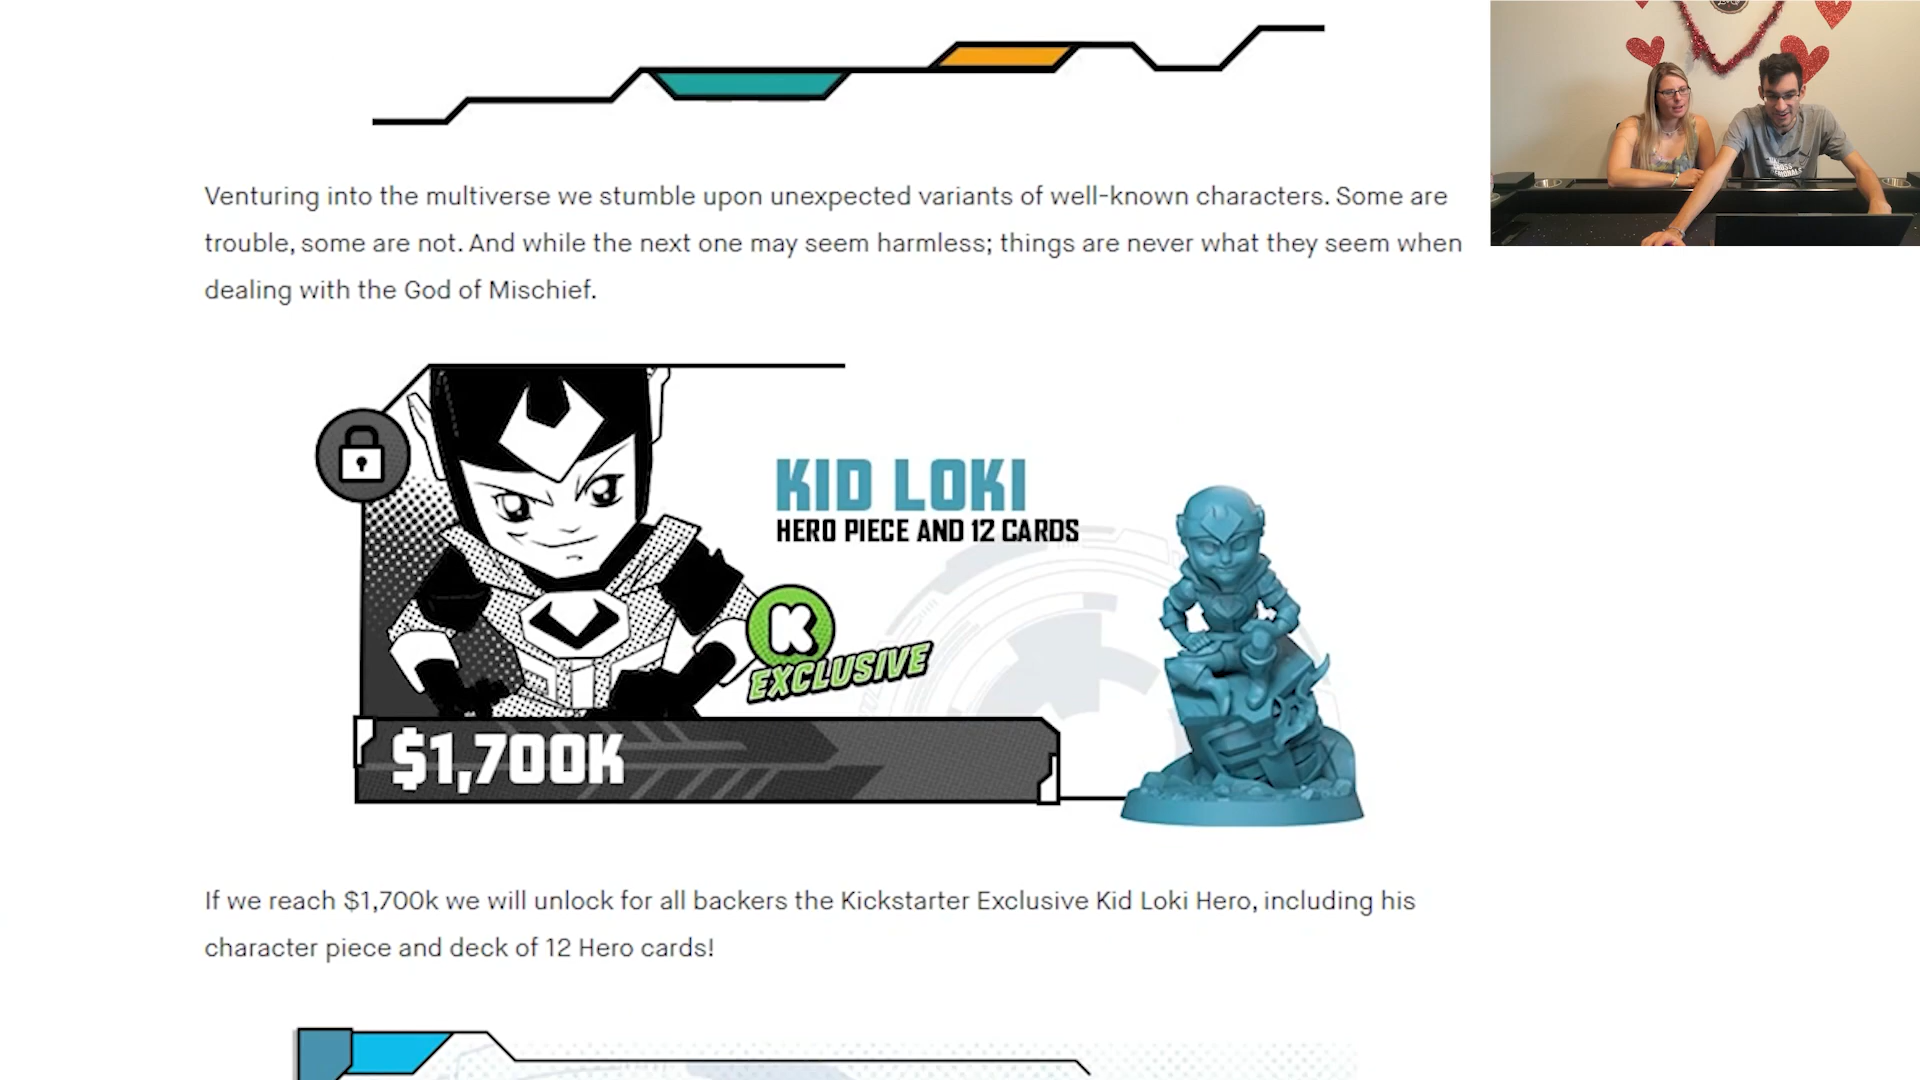 Venturing into the multiverse we stumble upon unexpected variants of well-known characters. Some are
trouble, some are not. And while the next one may seem harmless; things are never what they seem when
dealing with the God of Mischief.
KID LOKI
HERO PIECE AND 12 CARDS
K
EXCLUSIVE
$1,700K
If we reach $1,700k we will unlock for all backers the Kickstarter Exclusive Kid Loki Hero, including his
character piece and deck of 12 Hero cards!